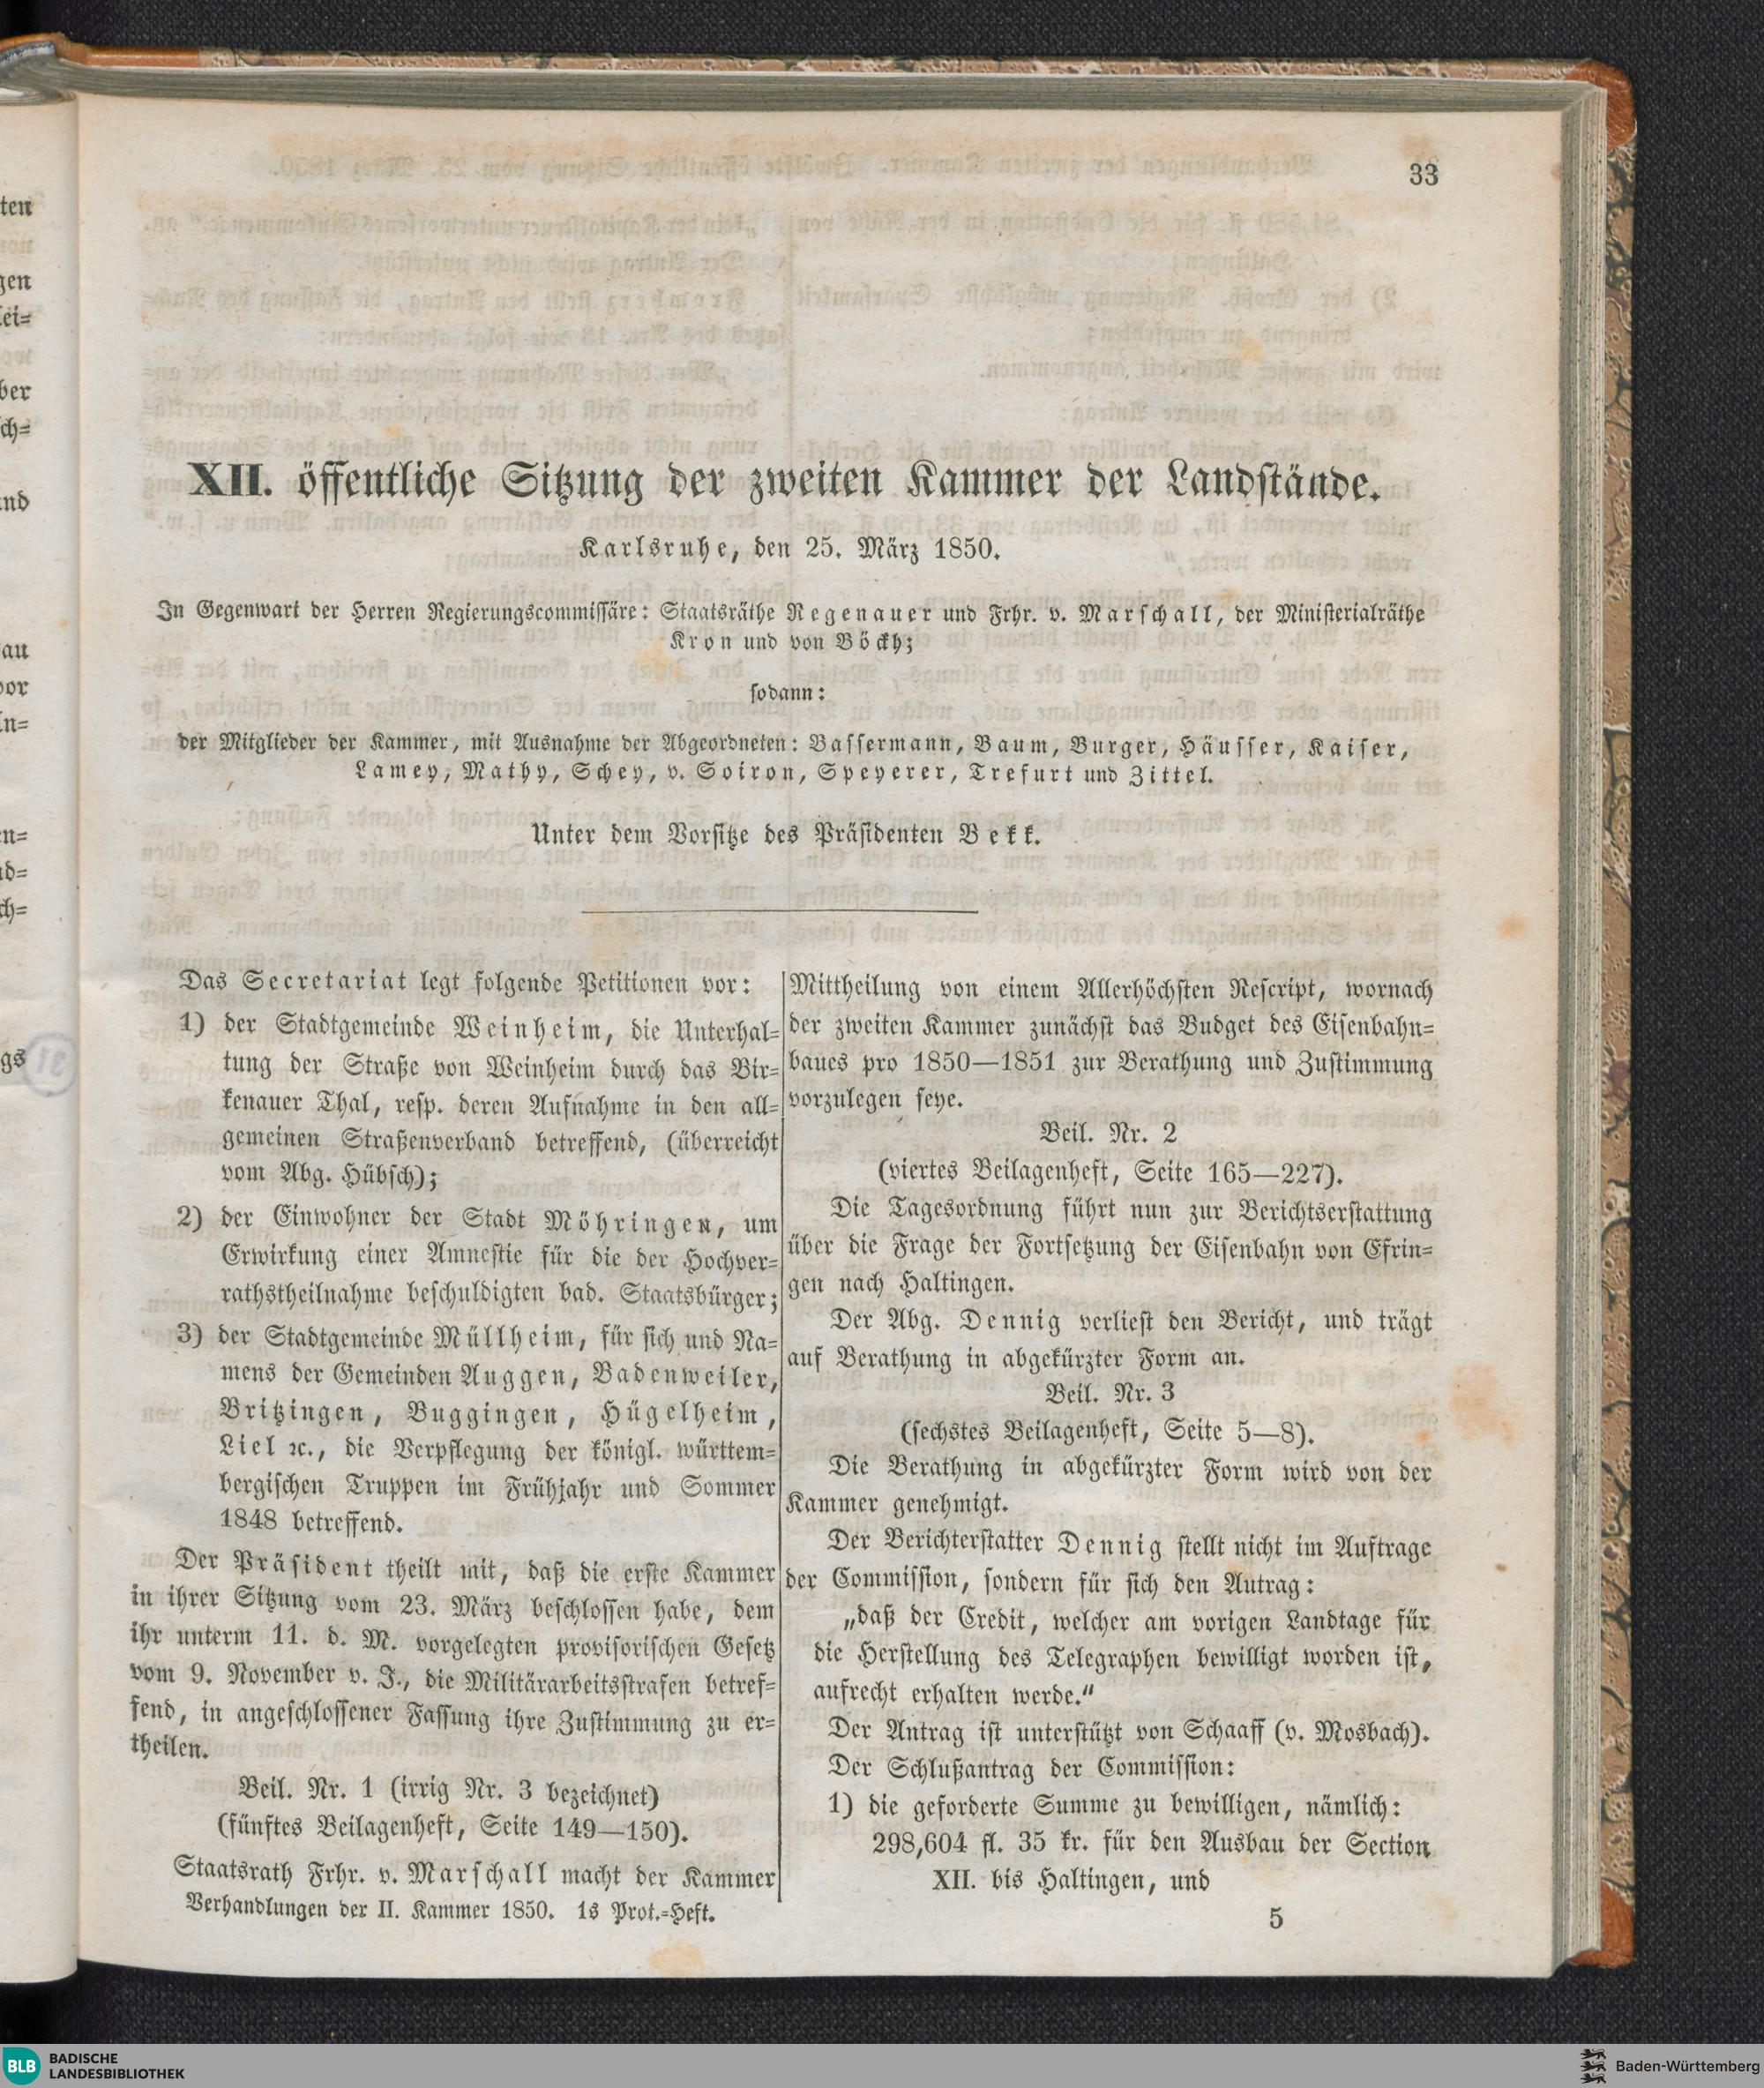 33
XII. öffentliche Sitzung der zweiten Kammer der Landstände.
Karlsruhe, den 25. März 1850.
In Gegenwart der Herren Regierungscommissäre: Staatsräthe Regenauer und Frhr. v. Marschall, der Ministerialräthe
Kron und von Böckh;
sodann:
der Mitglieder der Kammer, mit Ausnahme der Abgeordneten: Bassermann, Baum, Burger, Häusser, Kaiser,
Lamey, Mathy, Schey, v. Soiron, Speyerer, Trefurt und Zittel.
Unter dem Vorsitze des Präsidenten Bekk.
Das Secretariat legt folgende Petitionen vor:
1) der Stadtgemeinde Weinheim, die Unterhal-
tung der Straße von Weinheim durch das Bir-
kenauer Thal, resp. deren Aufnahme in den all-
gemeinen Straßenverband betreffend, (überreicht
vom Abg. Hübsch);
2) der Einwohner der Stadt Möhringen, um
Erwirkung einer Amnestie für die der Hochver-
rathstheilnahme beschuldigten bad. Staatsbürger;
3) der Stadtgemeinde Müllheim, für sich und Na-
mens der Gemeinden Auggen, Badenweiler,
Britzingen, Buggingen, Hügelheim,
Liel ꝛc., die Verpflegung der königl. württem-
bergischen Truppen im Frühjahr und Sommer
1848 betreffend.
Der Präsident theilt mit, daß die erste Kammer
in ihrer Sitzung vom 23. März beschlossen habe, dem
ihr unterm 11. d. M. vorgelegten provisorischen Gesetz
vom 9. November v. J., die Militärarbeitsstrafen betref-
fend, in angeschlossener Fassung ihre Zustimmung zu er-
theilen.
Beil. Nr. 1 (irrig Nr. 3 bezeichnet)
(fünftes Beilagenheft, Seite 149—150).
Staatsrath Frhr. v. Marschall macht der Kammer
Verhandlungen der II. Kammer 1850. 1s Prot.-Heft.
Mittheilung von einem Allerhöchsten Rescript, wornach
der zweiten Kammer zunächst das Budget des Eisenbahn-
baues pro 1850—1851 zur Berathung und Zustimmung
vorzulegen seye.
Beil. Nr. 2
(viertes Beilagenheft, Seite 165—227).
Die Tagesordnung führt nun zur Berichtserstattung
über die Frage der Fortsetzung der Eisenbahn von Efrin-
gen nach Haltingen.
Der Abg. Dennig verliest den Bericht, und trägt
auf Berathung in abgekürzter Form an.
Beil. Nr. 3
(sechstes Beilagenheft, Seite 5—8).
Die Berathung in abgekürzter Form wird von der
Kammer genehmigt.
Der Berichterstatter Dennig stellt nicht im Auftrage
der Commission, sondern für sich den Antrag:
„daß der Credit, welcher am vorigen Landtage für
die Herstellung des Telegraphen bewilligt worden ist,
aufrecht erhalten werde.“
Der Antrag ist unterstützt von Schaaff (v. Mosbach).
Der Schlußantrag der Commission:
1) die geforderte Summe zu bewilligen, nämlich:
298,604 fl. 35 kr. für den Ausbau der Section
XII. bis Haltingen, und
5
BLB BADISCHE
LANDESBIBLIOTHEK
Baden-Württemberg